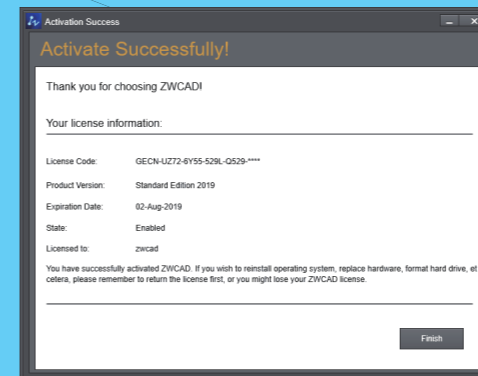 Activation Success
Activate Successfully!
Thank you for choosing ZWCAD!
Your license information:
License Code: GECN-UZ72-6Y55-529L-Q529-****
Product Version: Standard Edition 2019
Expiration Date: 02-Aug-2019
State: Enabled
Licensed to: zwcad
You have successfully activated ZWCAD. If you wish to reinstall operating system, replace hardware, format hard drive, et
cetera, please remember to return the license first, or you might lose your ZWCAD license.
Finish